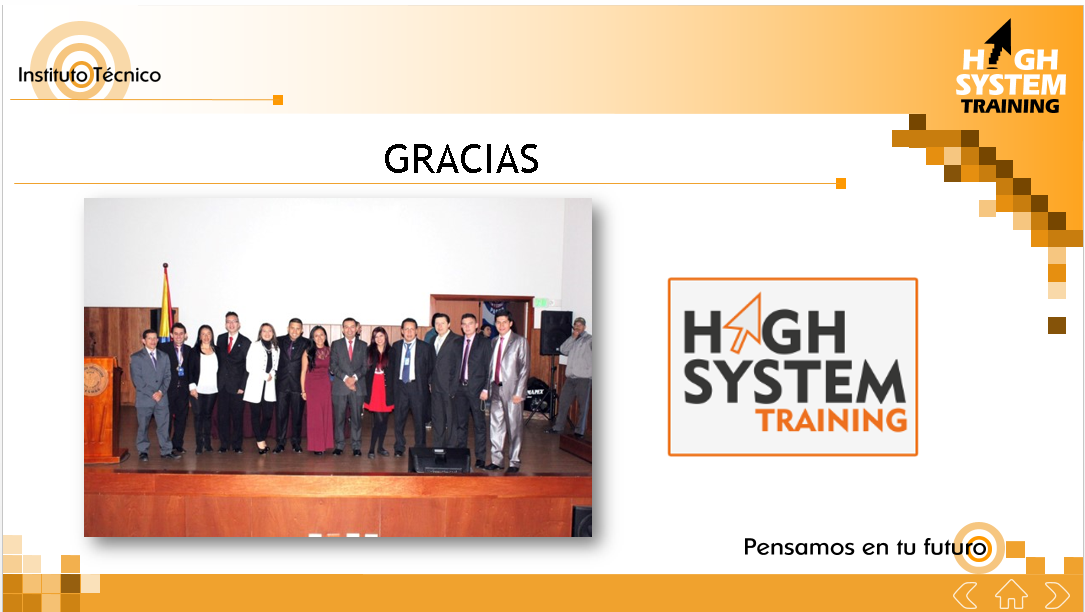 Instituto Técnico
HIGH
SYSTEM
TRAINING
GRACIAS
HIGH
SYSTEM
TRAINING
Pensamos en tu futuro